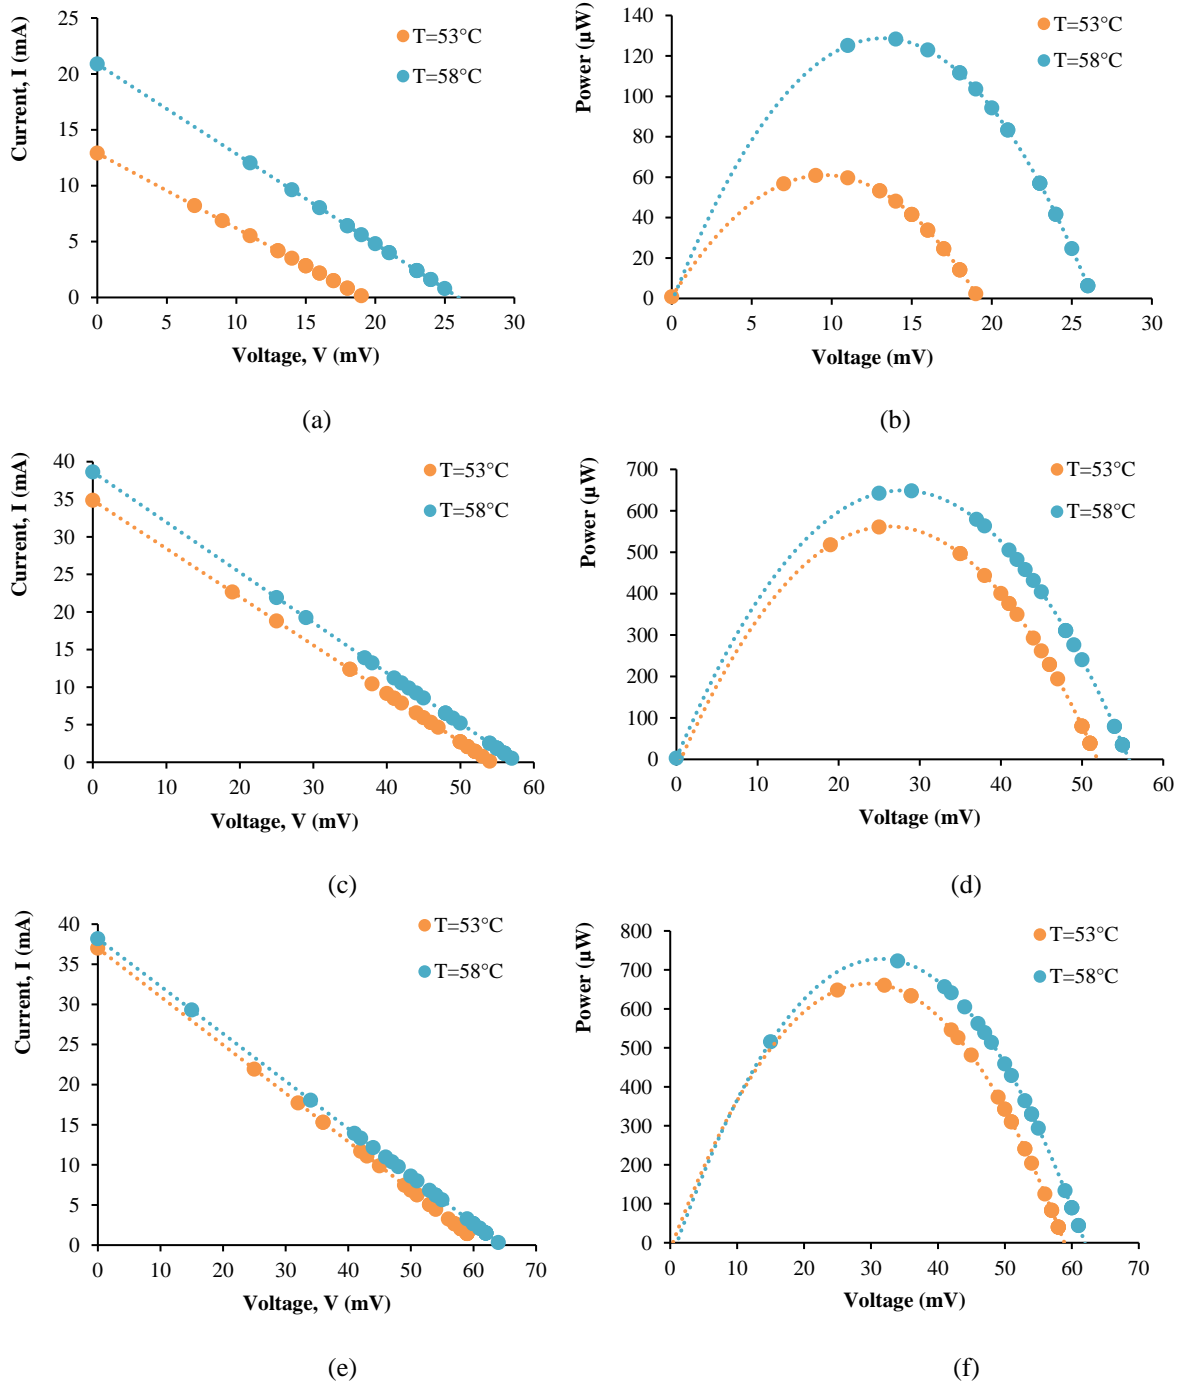 Current, I (mA)
25
20
15
10
5
0
0 5 10 15 20 25 30
Voltage, V (mV)
T=53°C
T=58°C
(a)
Power (µW)
140
120
100
80
60
40
20
0
0 5 10 15 20 25 30
Voltage (mV)
T=53°C
T=58°C
(b)
Current, I (mA)
40
35
30
25
20
15
10
5
0
0 10 20 30 40 50 60
Voltage, V (mV)
T=53°C
T=58°C
(c)
Power (µW)
700
600
500
400
300
200
100
0
0 10 20 30 40 50 60
Voltage (mV)
T=53°C
T=58°C
(d)
Current, I (mA)
40
35
30
25
20
15
10
5
0
0 10 20 30 40 50 60 70
Voltage, V (mV)
T=53°C
T=58°C
(e)
Power (µW)
800
700
600
500
400
300
200
100
0
0 10 20 30 40 50 60 70
Voltage (mV)
T=53°C
T=58°C
(f)